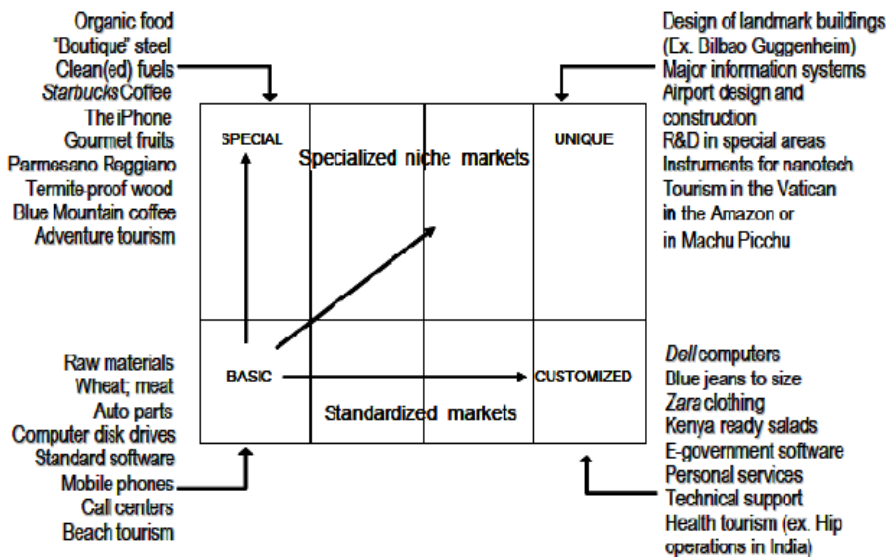 Organic food
"Boutique" steel
Clean(ed) fuels
Starbucks Coffee
The iPhone
Gourmet fruits
Parmesano Reggiano
Termite-proof wood
Blue Mountain coffee
Adventure tourism
Design of landmark buildings
(Ex. Bilbao Guggenheim)
Major information systems
Airport design and
construction
R&D in special areas
Instruments for nanotech
Tourism in the Vatican
in the Amazon or
in Machu Picchu
SPECIAL
UNIQUE
Specialized niche markets
BASIC
CUSTOMIZED
Standardized markets
Raw materials
Wheat; meat
Auto parts
Computer disk drives
Standard software
Mobile phones
Call centers
Beach tourism
Dell computers
Blue jeans to size
Zara clothing
Kenya ready salads
E-government software
Personal services
Technical support
Health tourism (ex. Hip
operations in India)